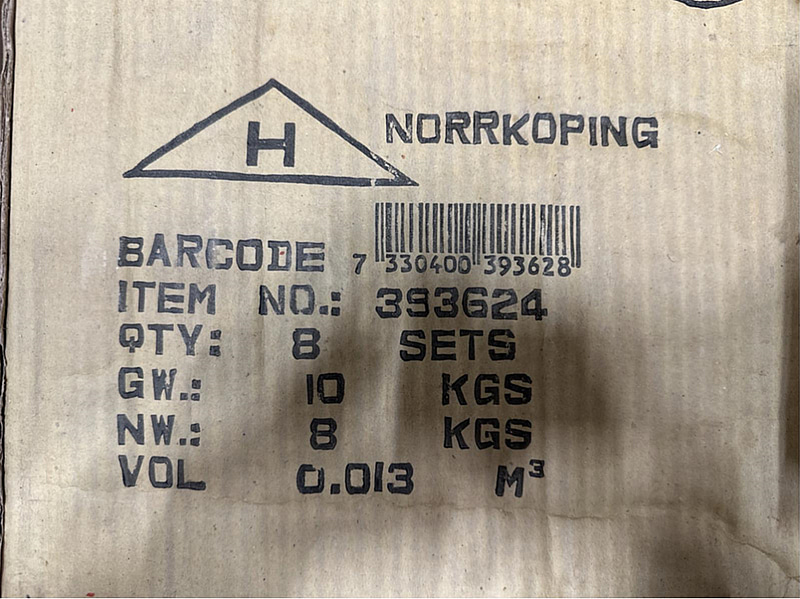 H NORRKOPING
BARCODE 7 330400 393628
ITEM NO.: 393624
QTY: 8 SETS
GW.: 10 KGS
NW.: 8 KGS
VOL 0.013 M³